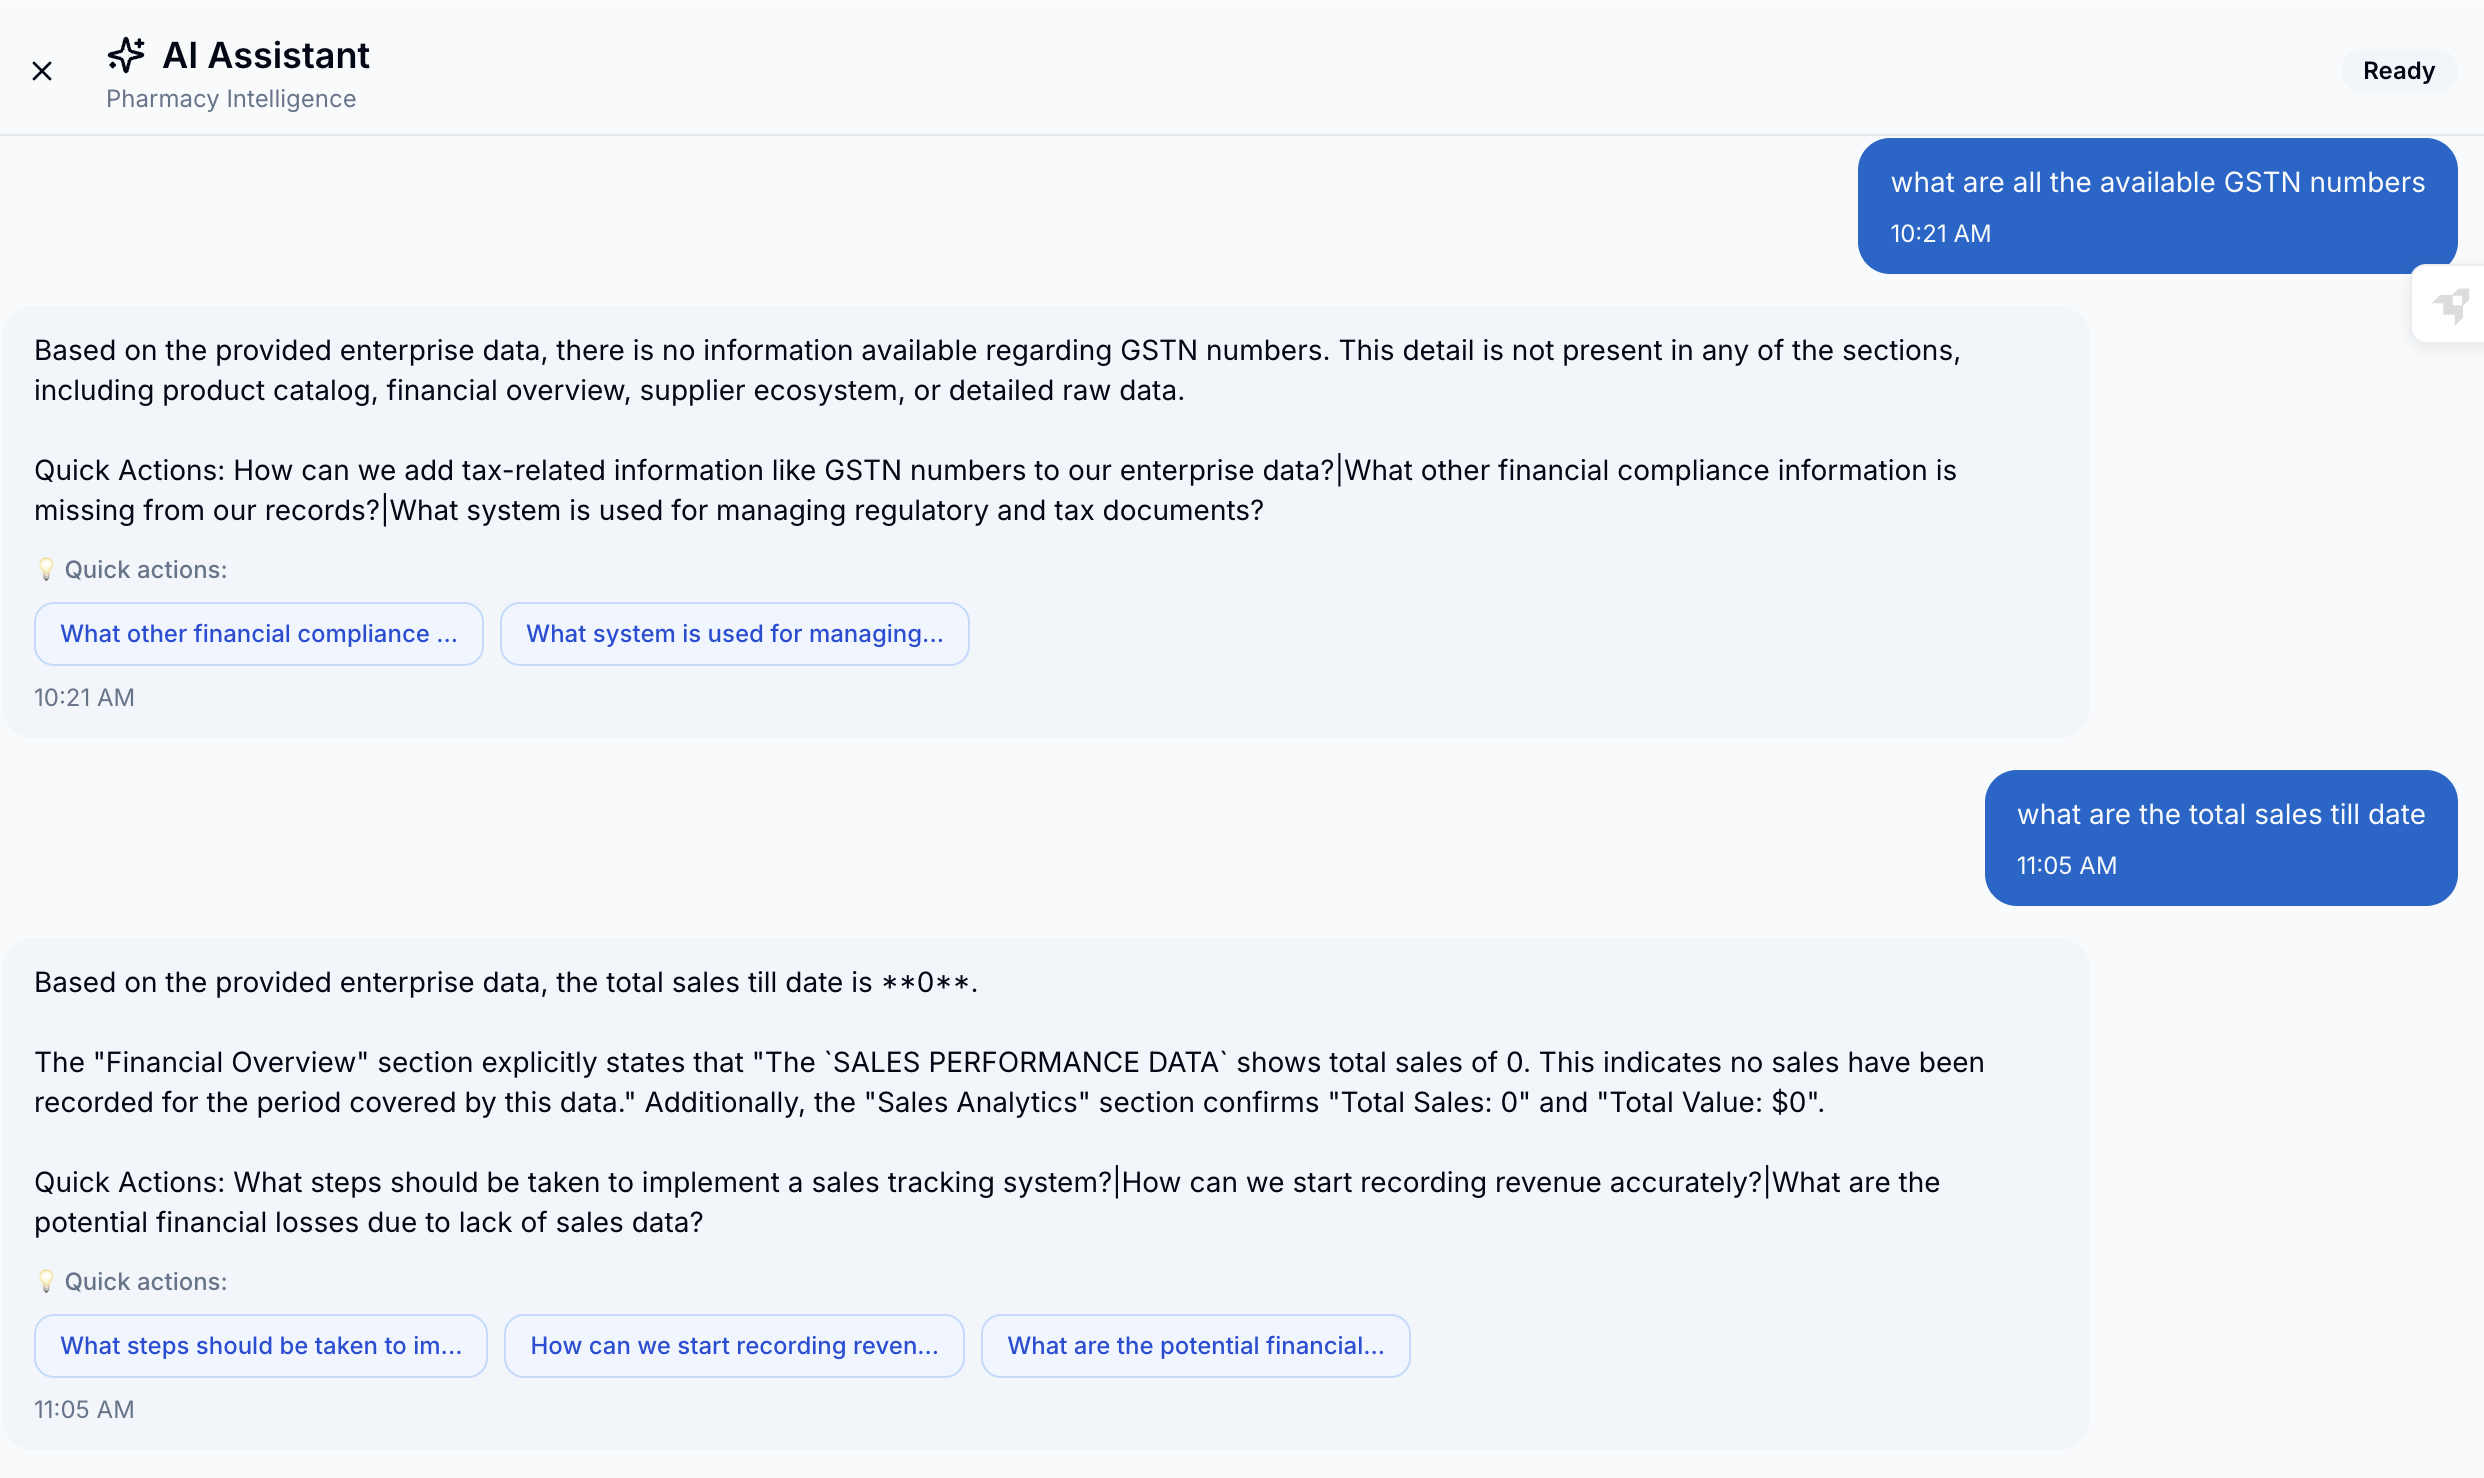 AI Assistant
Pharmacy Intelligence
Ready
what are all the available GSTN numbers
10:21 AM
Based on the provided enterprise data, there is no information available regarding GSTN numbers. This detail is not present in any of the sections,
including product catalog, financial overview, supplier ecosystem, or detailed raw data.
Quick Actions: How can we add tax-related information like GSTN numbers to our enterprise data?|What other financial compliance information is
missing from our records?|What system is used for managing regulatory and tax documents?
💡 Quick actions:
What other financial compliance ...
What system is used for managing...
10:21 AM
what are the total sales till date
11:05 AM
Based on the provided enterprise data, the total sales till date is **0**.
The "Financial Overview" section explicitly states that "The `SALES PERFORMANCE DATA` shows total sales of 0. This indicates no sales have been
recorded for the period covered by this data." Additionally, the "Sales Analytics" section confirms "Total Sales: 0" and "Total Value: $0".
Quick Actions: What steps should be taken to implement a sales tracking system?|How can we start recording revenue accurately?|What are the
potential financial losses due to lack of sales data?
💡 Quick actions:
What steps should be taken to im...
How can we start recording reven...
What are the potential financial...
11:05 AM